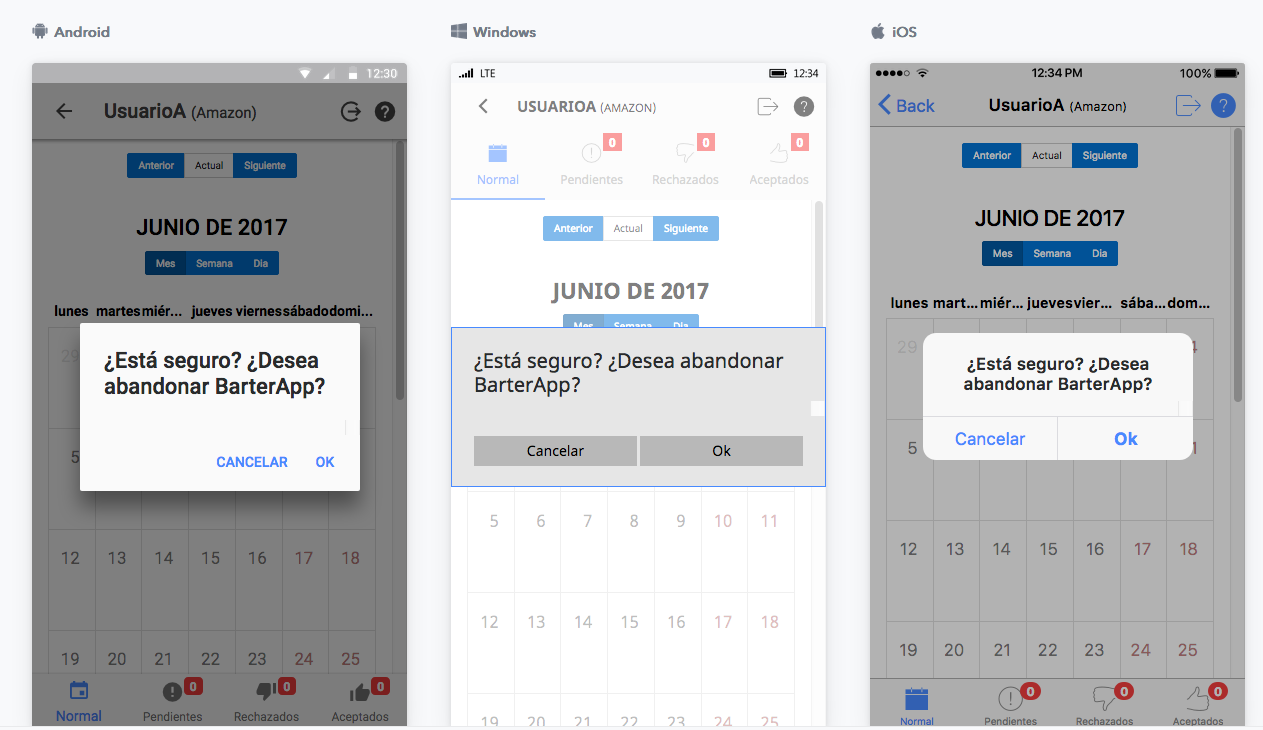 Android
12:30
UsuarioA (Amazon)
Anterior Actual Siguiente
JUNIO DE 2017
Mes Semana Dia
lunes martes miér... jueves viernes sábado domi...
29
¿Está seguro? ¿Desea
abandonar BarterApp?
CANCELAR OK
5
12 13 14 15 16 17 18
19 20 21 22 23 24 25
0 0 0
Normal Pendientes Rechazados Aceptados
Windows
LTE 12:34
USUARIOA (AMAZON)
0 0 0
Normal Pendientes Rechazados Aceptados
Anterior Actual Siguiente
JUNIO DE 2017
Mes Semana Dia
¿Está seguro? ¿Desea abandonar
BarterApp?
Cancelar Ok
5 6 7 8 9 10 11
12 13 14 15 16 17 18
19 20 21 22 23 24 25
iOS
12:34 PM 100%
Back UsuarioA (Amazon) ?
Anterior Actual Siguiente
JUNIO DE 2017
Mes Semana Dia
lunes mart... miér... jueves vier... sába... dom...
29
¿Está seguro? ¿Desea
abandonar BarterApp?
Cancelar Ok
5
12 13 14 15 16 17 18
19 20 21 22 23 24 25
0 0 0
Normal Pendientes Rechazados Aceptados